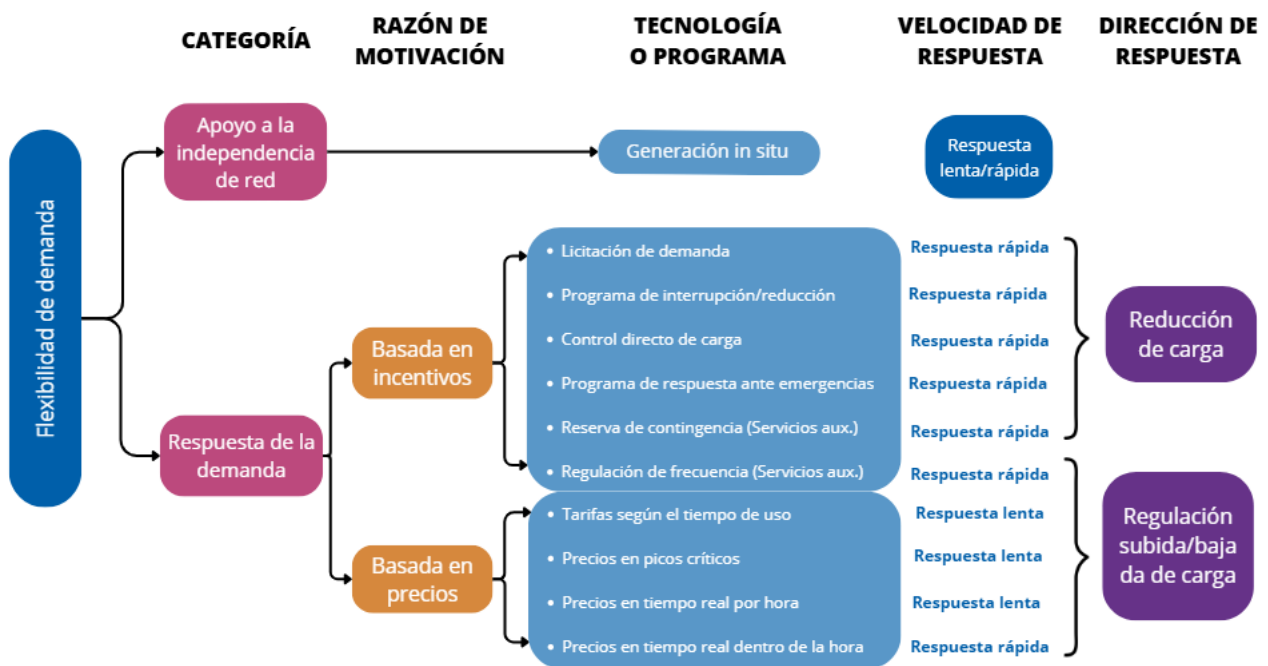 CATEGORÍA
RAZÓN DE
MOTIVACIÓN
TECNOLOGÍA
O PROGRAMA
VELOCIDAD DE
RESPUESTA
DIRECCIÓN DE
RESPUESTA
Flexibilidad de demanda
Apoyo a la
independencia
de red
Generación in situ
Respuesta
lenta/rápida
Respuesta de la
demanda
Basada en
incentivos
• Licitación de demanda
Respuesta rápida
• Programa de interrupción/reducción
Respuesta rápida
• Control directo de carga
Respuesta rápida
• Programa de respuesta ante emergencias
Respuesta rápida
• Reserva de contingencia (Servicios aux.)
Respuesta rápida
• Regulación de frecuencia (Servicios aux.)
Respuesta rápida
Reducción
de carga
Basada en
precios
• Tarifas según el tiempo de uso
Respuesta lenta
• Precios en picos críticos
Respuesta lenta
• Precios en tiempo real por hora
Respuesta lenta
• Precios en tiempo real dentro de la hora
Respuesta rápida
Regulación
subida/baja
da de carga